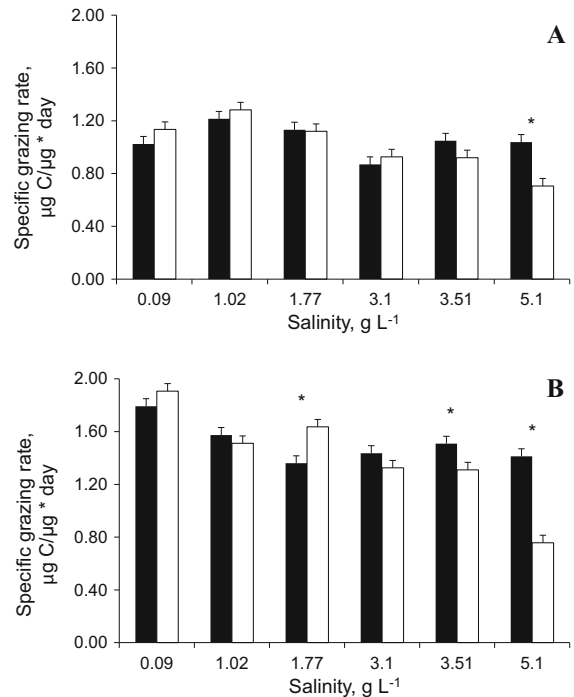 A
Specific grazing rate,
µg C/µg * day
2.00
1.60
1.20
0.80
0.40
0.00
*
0.09 1.02 1.77 3.1 3.51 5.1
Salinity, g L-1
B
Specific grazing rate,
µg C/µg * day
2.00
1.60
1.20
0.80
0.40
0.00
* * *
0.09 1.02 1.77 3.1 3.51 5.1
Salinity, g L-1